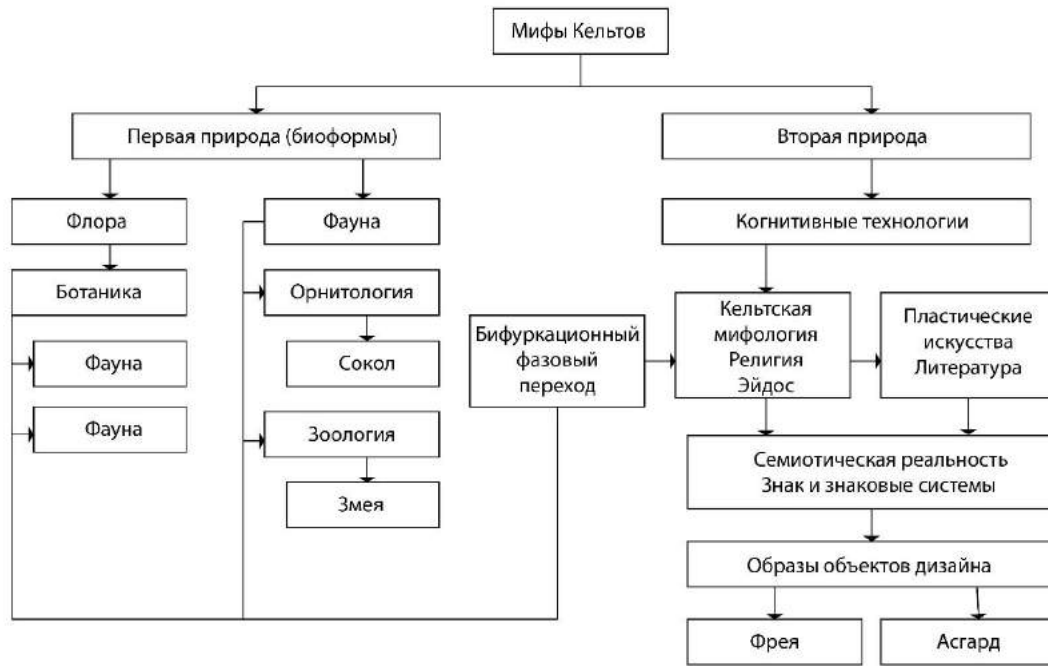 Мифы Кельтов
Первая природа (биоформы)
Вторая природа
Флора
Фауна
Когнитивные технологии
Ботаника
Орнитология
Фауна
Сокол
Фауна
Зоология
Змея
Бифуркационный
фазовый
переход
Кельтская
мифология
Религия
Эйдос
Пластические
искусства
Литература
Семиотическая реальность
Знак и знаковые системы
Образы объектов дизайна
Фрея
Асгард